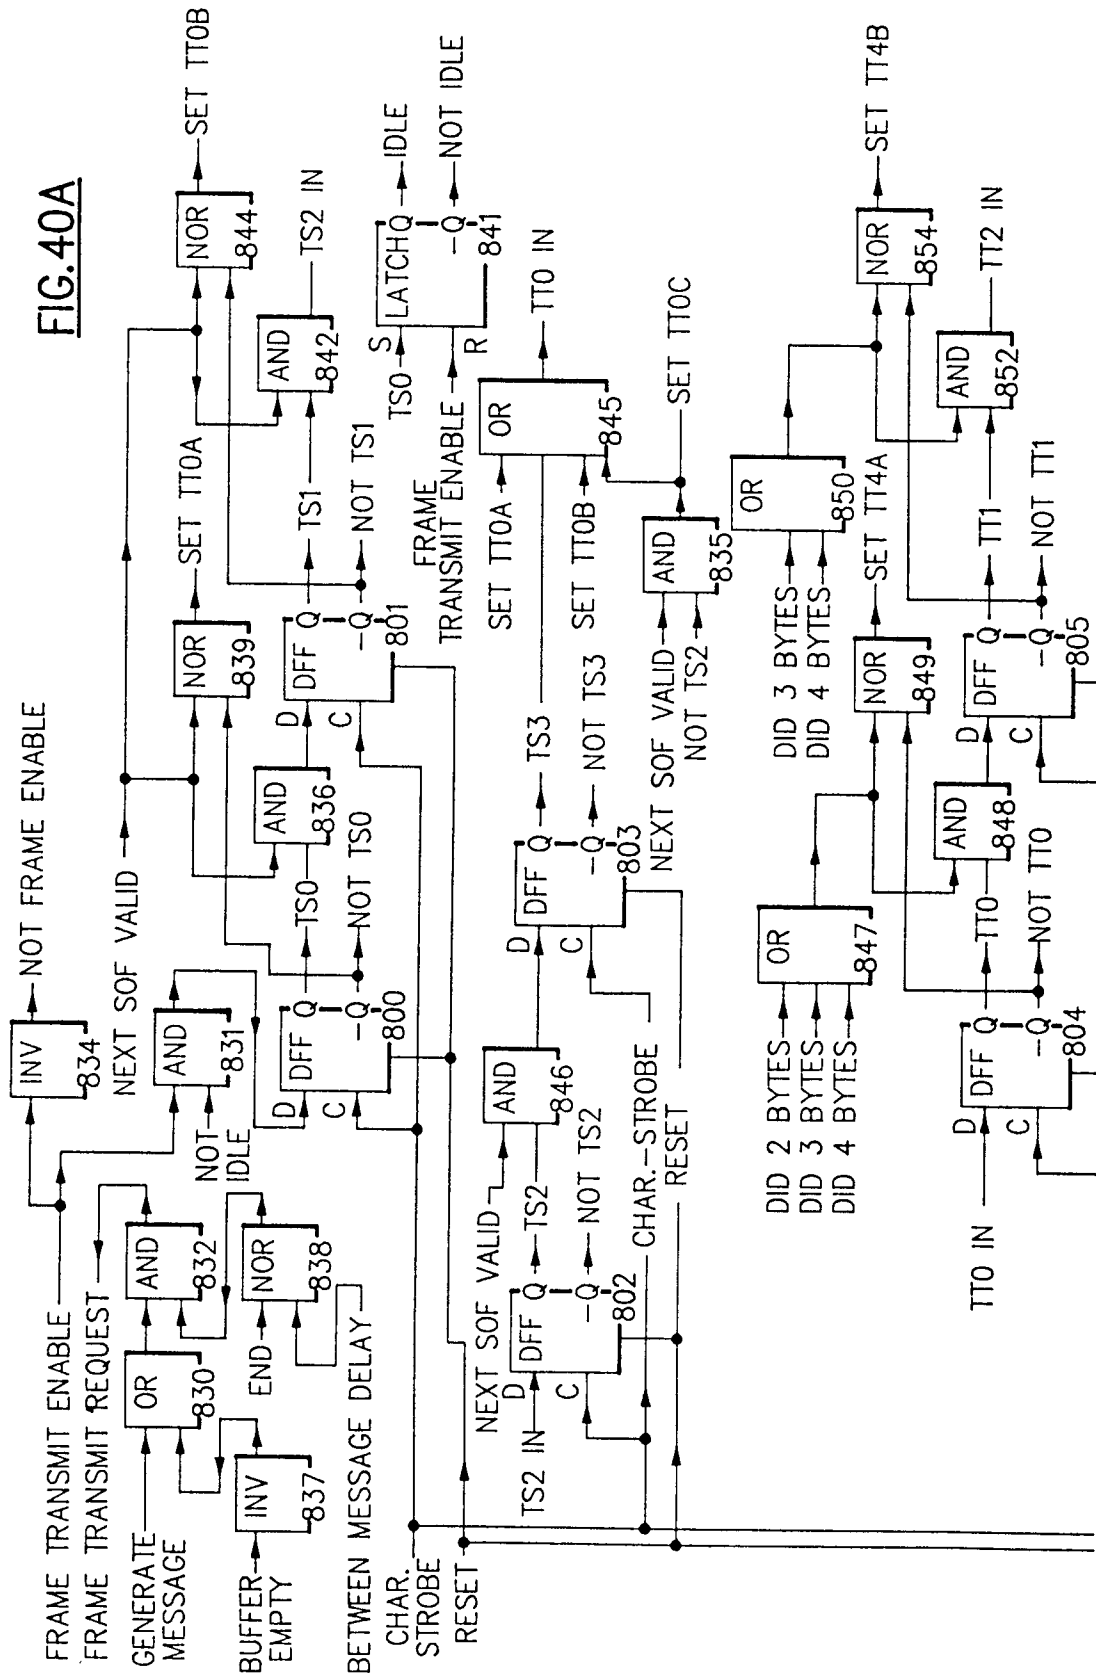 FIG.40A
FRAME TRANSMIT ENABLE
FRAME TRANSMIT REQUEST
GENERATE
MESSAGE
BUFFER
EMPTY
BETWEEN MESSAGE DELAY
CHAR.
STROBE
RESET
INV
834
NOT FRAME ENABLE
NEXT SOF VALID
OR
830
AND
832
INV
837
END
NOR
838
NOT
IDLE
AND
831
D
DFF
Q
C
-Q
800
TS0
NOT TS0
AND
836
NOR
839
SET TT0A
D
DFF
Q
C
-Q
801
TS1
NOT TS1
NOR
844
SET TT0B
AND
842
TS2 IN
TS0
S
LATCH
Q
IDLE
FRAME
TRANSMIT ENABLE
R
-Q
841
NOT IDLE
TS2 IN
D
DFF
Q
C
-Q
802
TS2
NOT TS2
NEXT SOF VALID
AND
846
CHAR.-STROBE
RESET
D
DFF
Q
C
-Q
803
TS3
NOT TS3
SET TT0A
SET TT0B
OR
845
TT0 IN
NEXT SOF VALID
NOT TS2
AND
835
SET TT0C
DID 2 BYTES
DID 3 BYTES
DID 4 BYTES
OR
847
TT0 IN
D
DFF
Q
C
-Q
804
TT0
NOT TT0
AND
848
NOR
849
SET TT4A
DID 3 BYTES
DID 4 BYTES
OR
850
D
DFF
Q
C
-Q
805
TT1
NOT TT1
AND
852
TT2 IN
NOR
854
SET TT4B